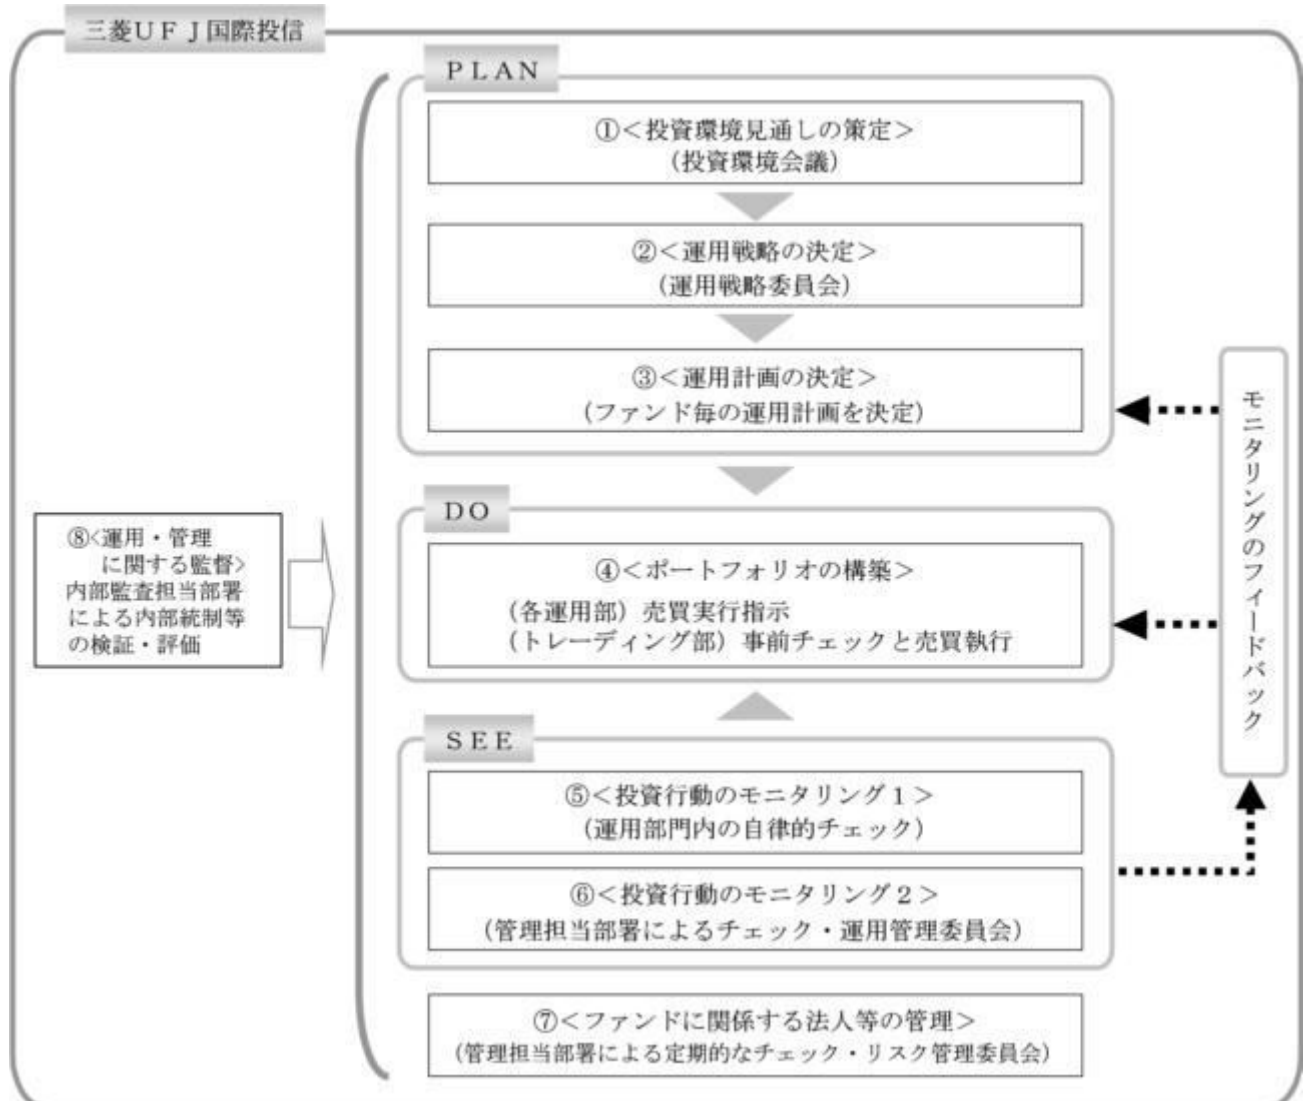 三菱ＵＦＪ国際投信
ＰＬＡＮ
①＜投資環境見通しの策定＞
（投資環境会議）
②＜運用戦略の決定＞
（運用戦略委員会）
③＜運用計画の決定＞
（ファンド毎の運用計画を決定）
ＤＯ
④＜ポートフォリオの構築＞
（各運用部）売買実行指示
（トレーディング部）事前チェックと売買執行
ＳＥＥ
⑤＜投資行動のモニタリング１＞
（運用部門内の自律的チェック）
⑥＜投資行動のモニタリング２＞
（管理担当部署によるチェック・運用管理委員会）
⑦＜ファンドに関係する法人等の管理＞
（管理担当部署による定期的なチェック・リスク管理委員会）
⑧<運用・管理
に関する監督>
内部監査担当部署
による内部統制等
の検証・評価
モニタリングのフィードバック